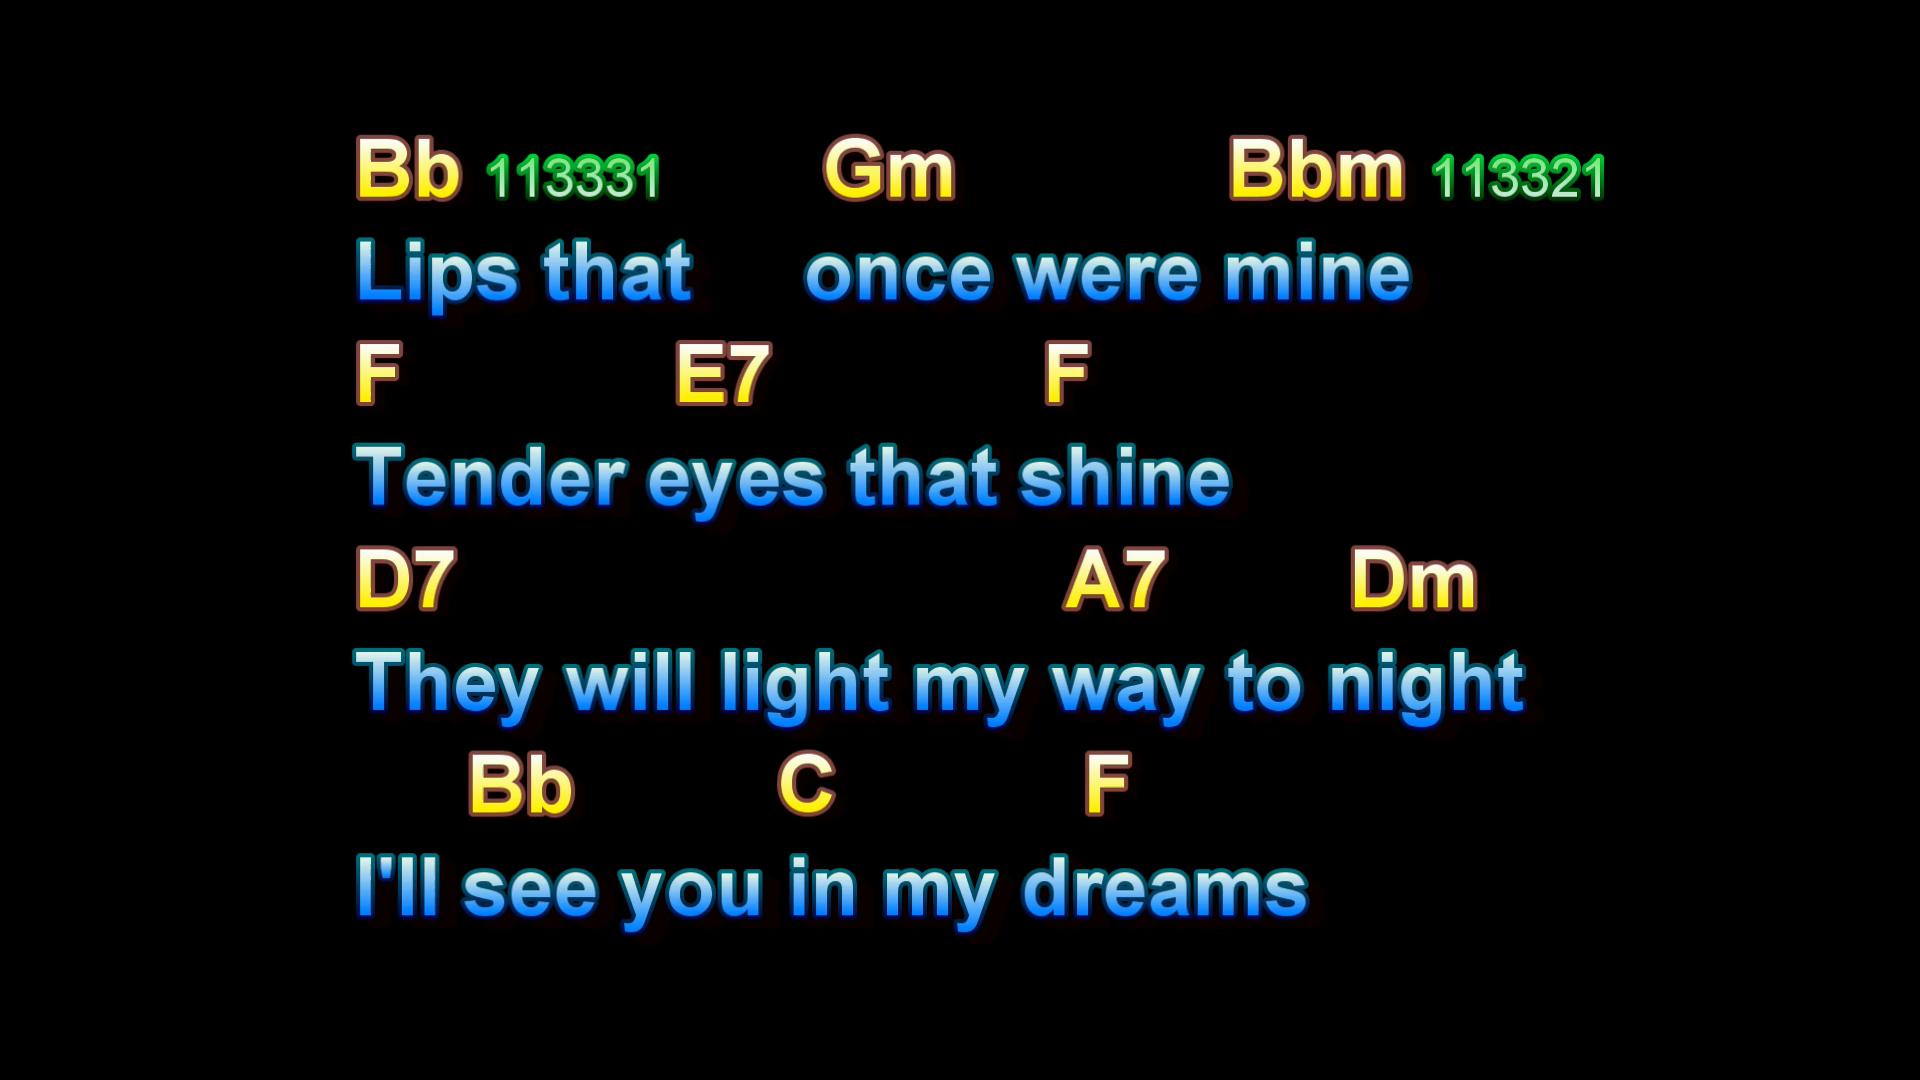 Bb 113331 Gm Bbm 113321
Lips that once were mine
F E7 F
Tender eyes that shine
D7 A7 Dm
They will light my way to night
Bb C F
I'll see you in my dreams